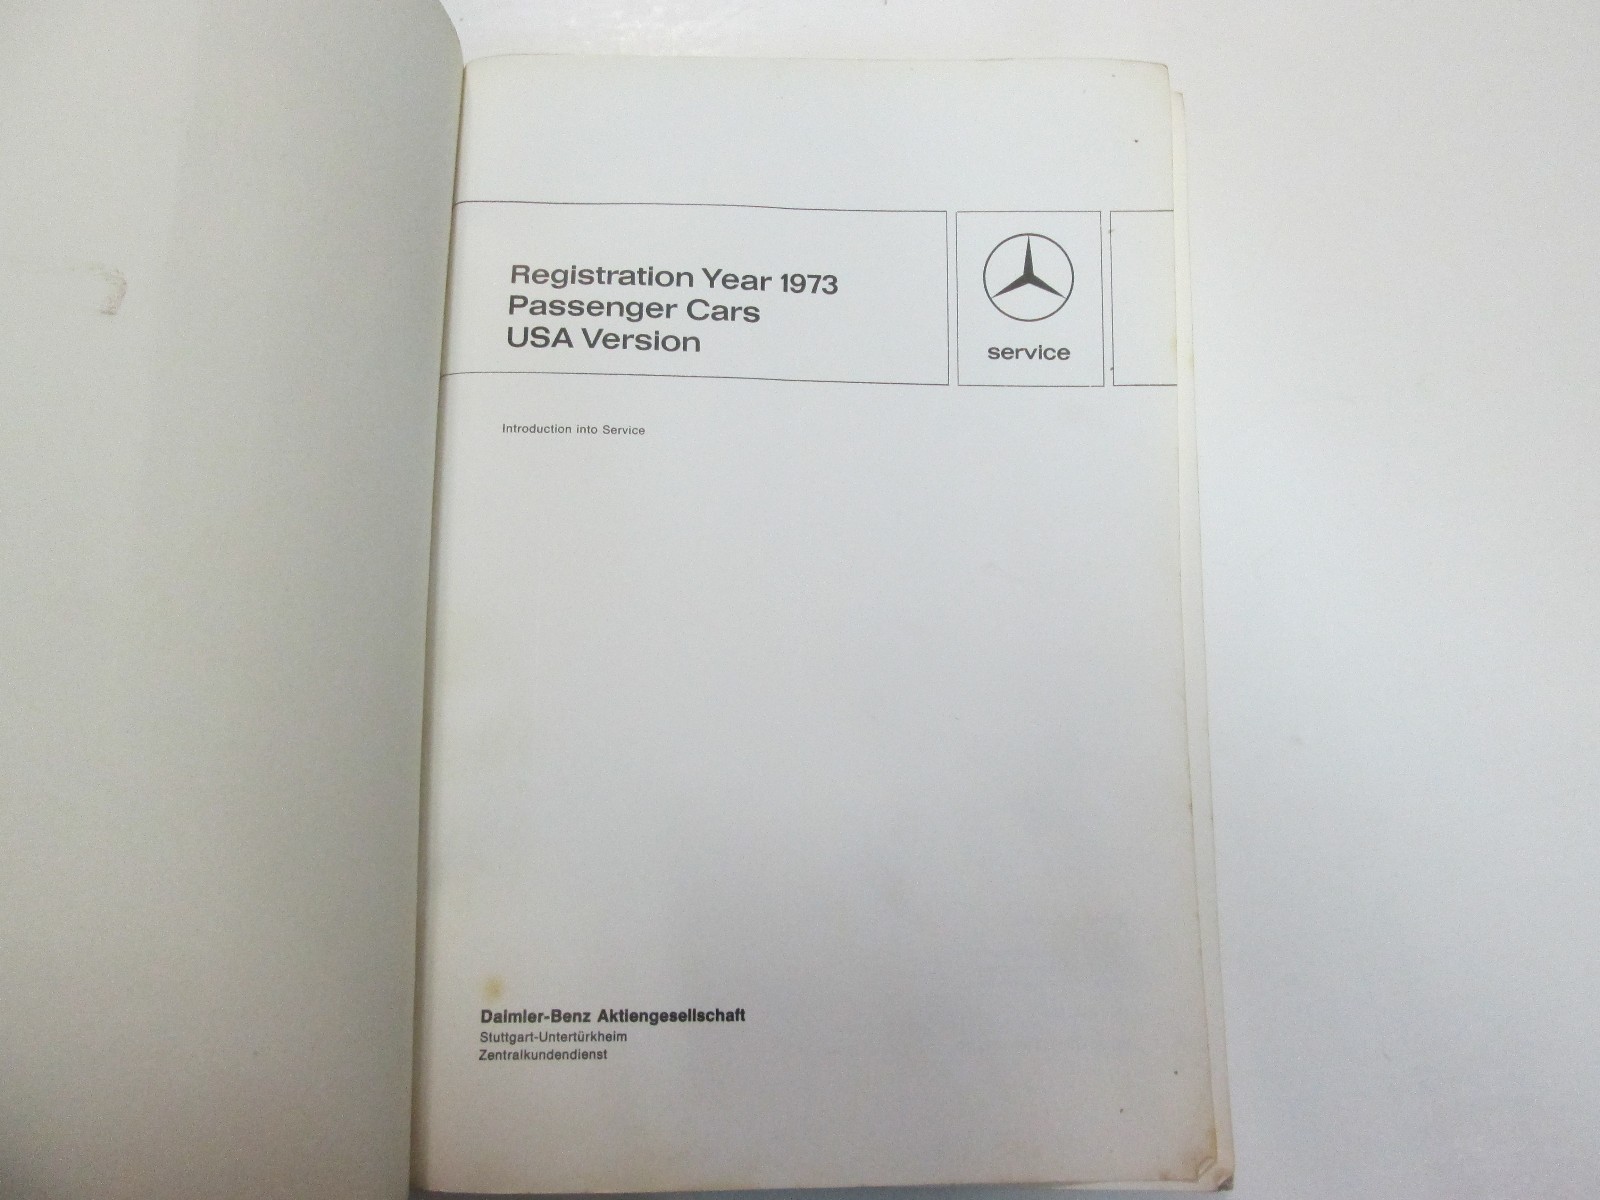 Registration Year 1973
Passenger Cars
USA Version
service
Introduction into Service
Daimler-Benz Aktiengesellschaft
Stuttgart-Untertürkheim
Zentralkundendienst